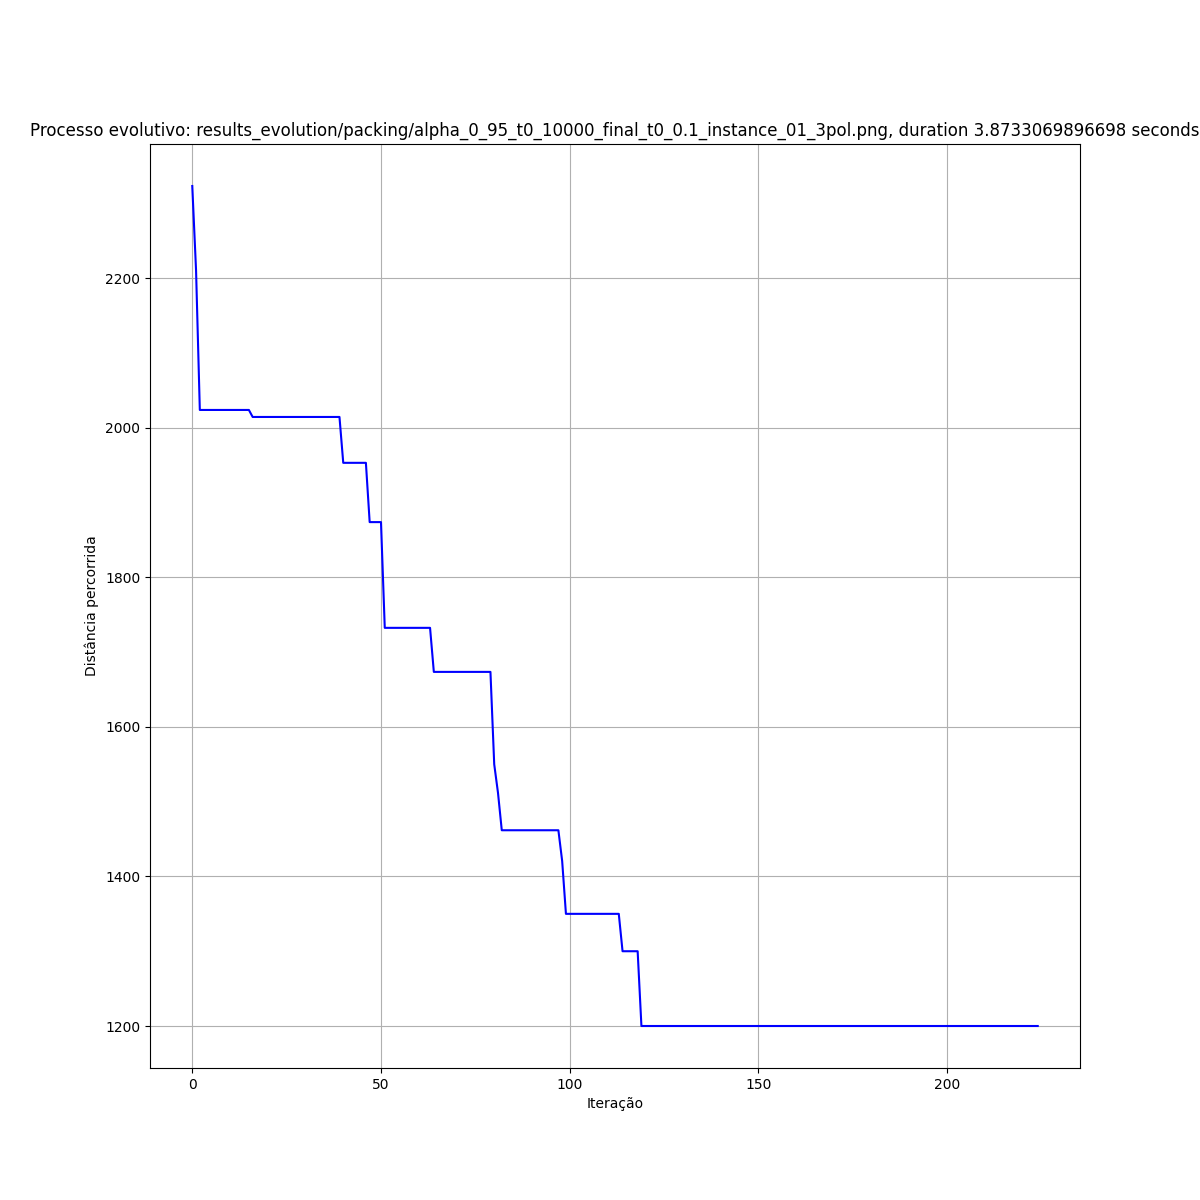 Processo evolutivo: results_evolution/packing/alpha_0_95_t0_10000_final_t0_0.1_instance_01_3pol.png, duration 3.8733069896698 seconds
2200
2000
1800
1600
1400
1200
Distância percorrida
0 50 100 150 200
Iteração